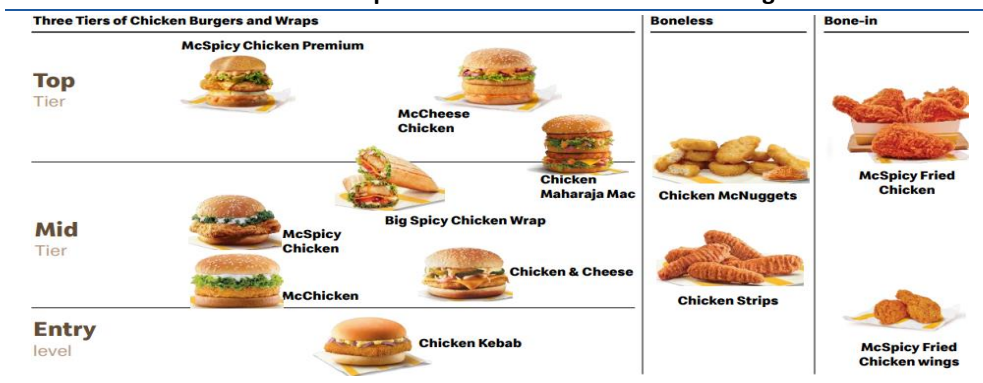 Three Tiers of Chicken Burgers and Wraps
Boneless
Bone-in
Top
Tier
McSpicy Chicken Premium
McCheese
Chicken
Chicken
Maharaja Mac
Chicken McNuggets
McSpicy Fried
Chicken
Mid
Tier
Big Spicy Chicken Wrap
McSpicy
Chicken
McChicken
Chicken & Cheese
Chicken Strips
Entry
level
Chicken Kebab
McSpicy Fried
Chicken wings